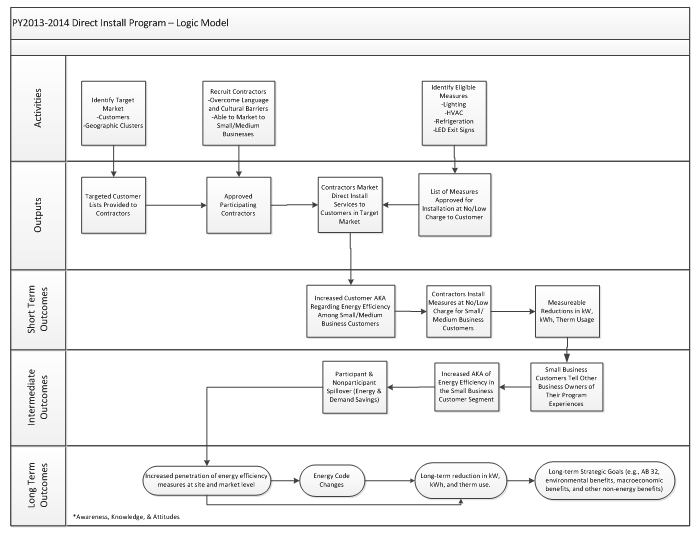 PY2013-2014 Direct Install Program – Logic Model
Activities
Identify Target
Market
-Customers
-Geographic Clusters
Recruit Contractors
-Overcome Language
and Cultural Barriers
-Able to Market to
Small/Medium
Businesses
Identify Eligible
Measures
-Lighting
-HVAC
-Refrigeration
-LED Exit Signs
Outputs
Targeted Customer
Lists Provided to
Contractors
Approved
Participating
Contractors
Contractors Market
Direct Install
Services to
Customers in Target
Market
List of Measures
Approved for
Installation at No/Low
Charge to Customer
Short Term
Outcomes
Increased Customer AKA
Regarding Energy Efficiency
Among Small/Medium
Business Customers
Contractors Install
Measures at No/Low
Charge for Small/
Medium Business
Customers
Measureable
Reductions in kW,
kWh, Therm Usage
Intermediate
Outcomes
Participant &
Nonparticipant
Spillover (Energy &
Demand Savings)
Increased AKA of
Energy Efficiency in
the Small Business
Customer Segment
Small Business
Customers Tell Other
Business Owners of
Their Program
Experiences
Long Term
Outcomes
Increased penetration of energy efficiency
measures at site and market level
Energy Code
Changes
Long-term reduction in kW,
kWh, and therm use.
Long-term Strategic Goals (e.g., AB 32,
environmental benefits, macroeconomic
benefits, and other non-energy benefits)
*Awareness, Knowledge, & Attitudes